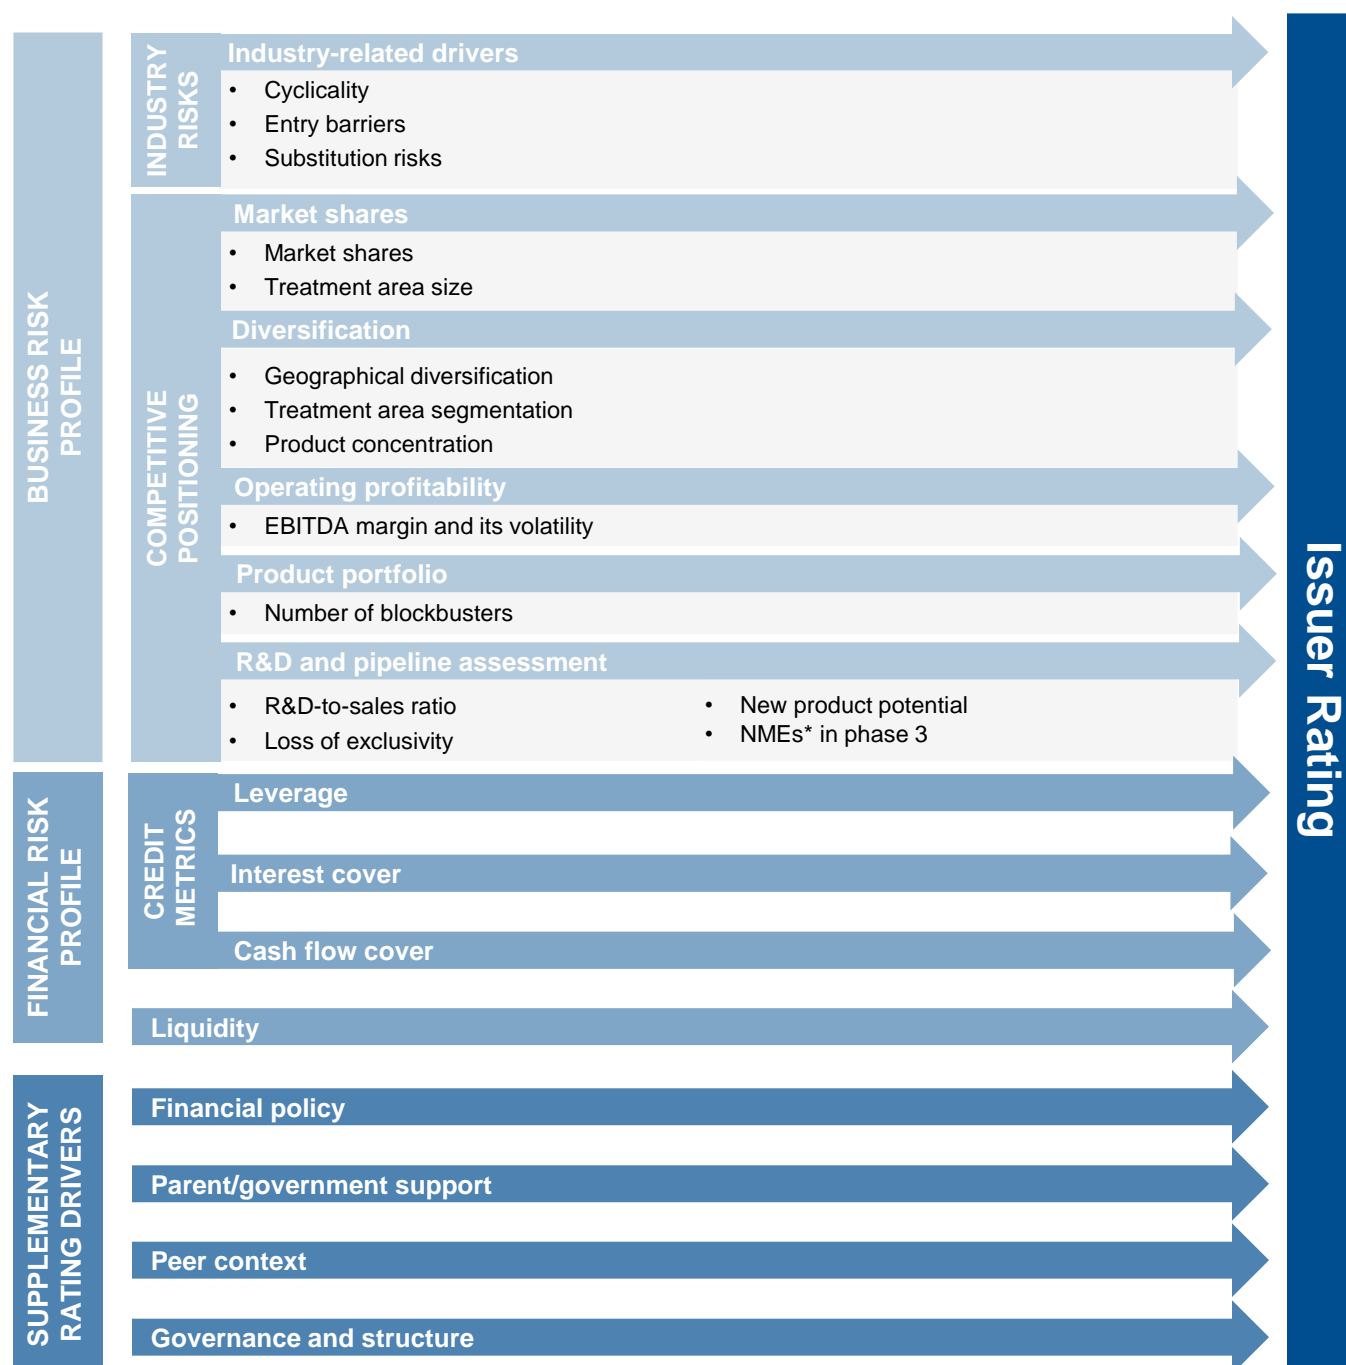 BUSINESS RISK
PROFILE
INDUSTRY
RISKS
Industry-related drivers
• Cyclicality
• Entry barriers
• Substitution risks
COMPETITIVE
POSITIONING
Market shares
• Market shares
• Treatment area size
Diversification
• Geographical diversification
• Treatment area segmentation
• Product concentration
Operating profitability
• EBITDA margin and its volatility
Product portfolio
• Number of blockbusters
R&D and pipeline assessment
• R&D-to-sales ratio
• Loss of exclusivity
• New product potential
• NMEs* in phase 3
FINANCIAL RISK
PROFILE
CREDIT
METRICS
Leverage
Interest cover
Cash flow cover
Liquidity
SUPPLEMENTARY
RATING DRIVERS
Financial policy
Parent/government support
Peer context
Governance and structure
Issuer Rating